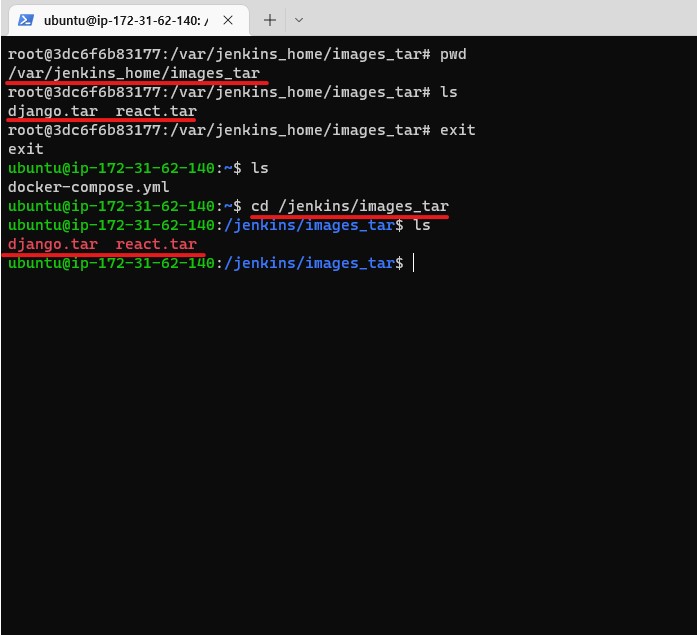 ubuntu@ip-172-31-62-140: /
root@3dc6f6b83177:/var/jenkins_home/images_tar# pwd
/var/jenkins_home/images_tar
root@3dc6f6b83177:/var/jenkins_home/images_tar# ls
django.tar  react.tar
root@3dc6f6b83177:/var/jenkins_home/images_tar# exit
exit
ubuntu@ip-172-31-62-140:~$ ls
docker-compose.yml
ubuntu@ip-172-31-62-140:~$ cd /jenkins/images_tar
ubuntu@ip-172-31-62-140:/jenkins/images_tar$ ls
django.tar  react.tar
ubuntu@ip-172-31-62-140:/jenkins/images_tar$